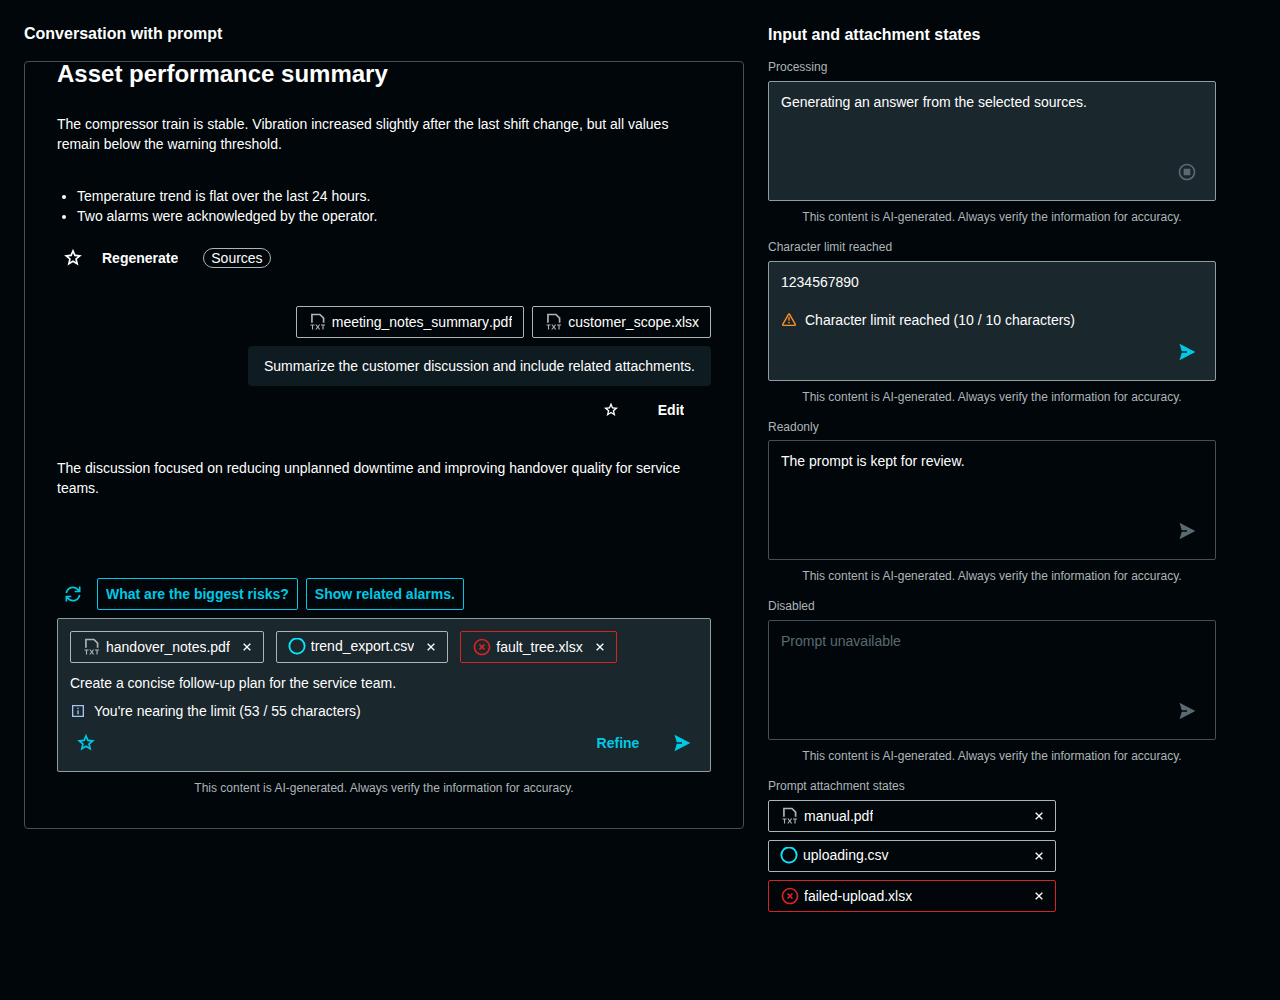 Conversation with prompt
Asset performance summary
The compressor train is stable. Vibration increased slightly after the last shift change, but all values
remain below the warning threshold.
Temperature trend is flat over the last 24 hours.
Two alarms were acknowledged by the operator.
Regenerate Sources
TXT meeting_notes_summary.pdf TXT customer_scope.xlsx
Summarize the customer discussion and include related attachments.
Edit
The discussion focused on reducing unplanned downtime and improving handover quality for service
teams.
What are the biggest risks? Show related alarms.
TXT handover_notes.pdf trend_export.csv fault_tree.xlsx
Create a concise follow-up plan for the service team.
You're nearing the limit (53 / 55 characters)
Refine
This content is AI-generated. Always verify the information for accuracy.
Input and attachment states
Processing
Generating an answer from the selected sources.
This content is AI-generated. Always verify the information for accuracy.
Character limit reached
1234567890
Character limit reached (10 / 10 characters)
This content is AI-generated. Always verify the information for accuracy.
Readonly
The prompt is kept for review.
This content is AI-generated. Always verify the information for accuracy.
Disabled
Prompt unavailable
This content is AI-generated. Always verify the information for accuracy.
Prompt attachment states
TXT manual.pdf
uploading.csv
failed-upload.xlsx